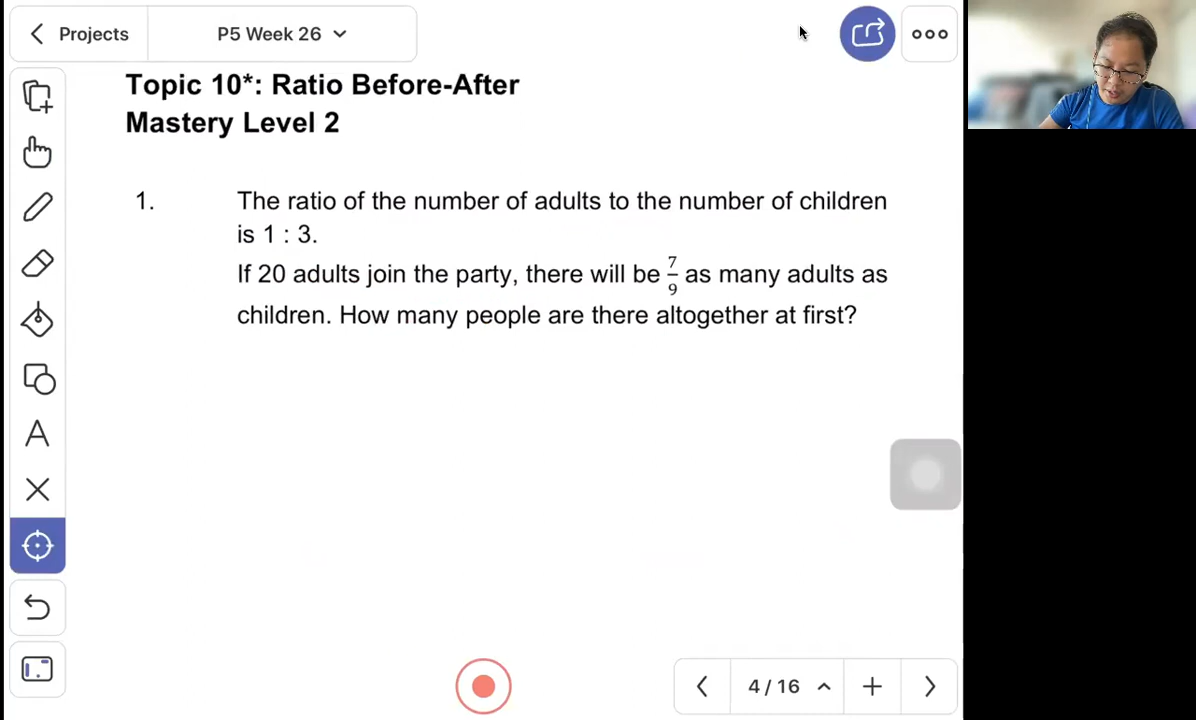 Projects
P5 Week 26
Topic 10*: Ratio Before-After
Mastery Level 2
1. The ratio of the number of adults to the number of children
is 1 : 3.
If 20 adults join the party, there will be 7/9 as many adults as
children. How many people are there altogether at first?
4 / 16